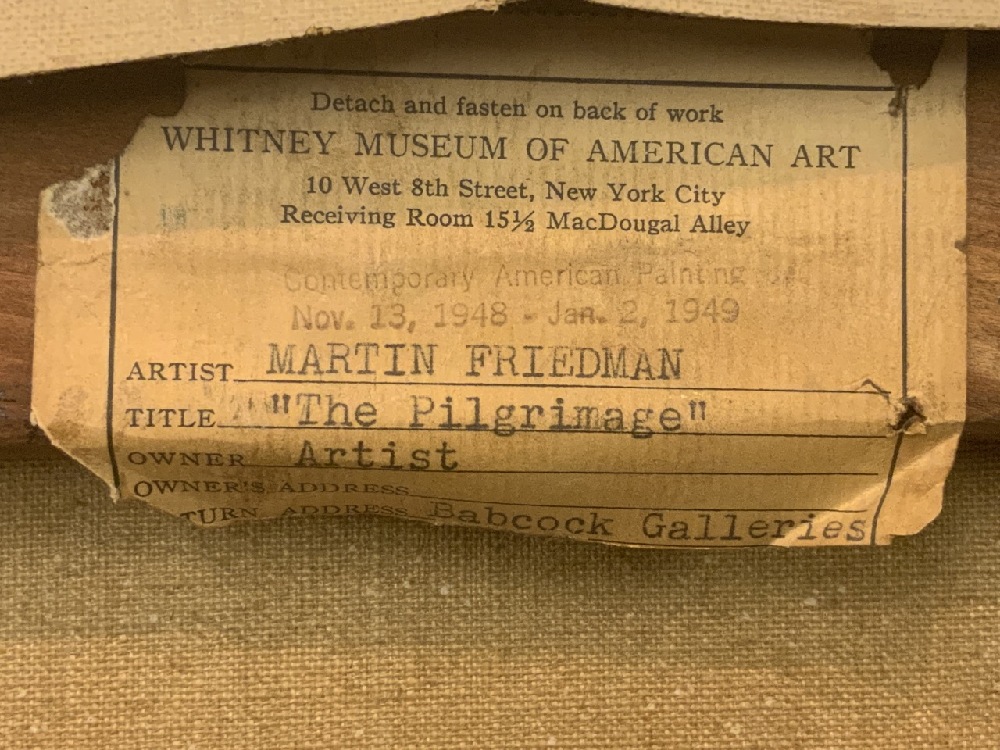 Detach and fasten on back of work
WHITNEY MUSEUM OF AMERICAN ART
10 West 8th Street, New York City
Receiving Room 15½ MacDougal Alley
Contemporary American Painting
Nov. 13, 1948 - Jan. 2, 1949
ARTIST MARTIN FRIEDMAN
TITLE "The Pilgrimage"
OWNER Artist
OWNER'S ADDRESS
TURN ADDRESS Babcock Galleries